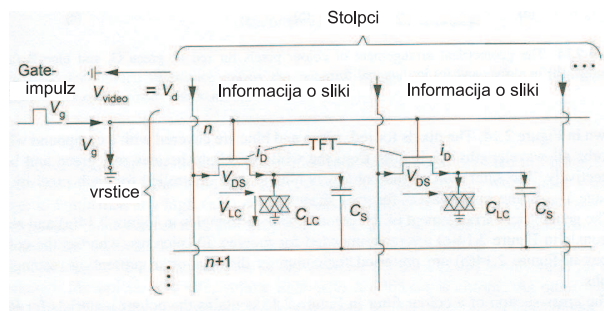 Stolpci
Gate-
impulz
V_g
V_video = V_d
Informacija o sliki
Informacija o sliki
n
V_g
TFT
i_D
i_D
vrstice
V_DS
V_DS
V_LC
C_LC
C_S
C_LC
C_S
n+1